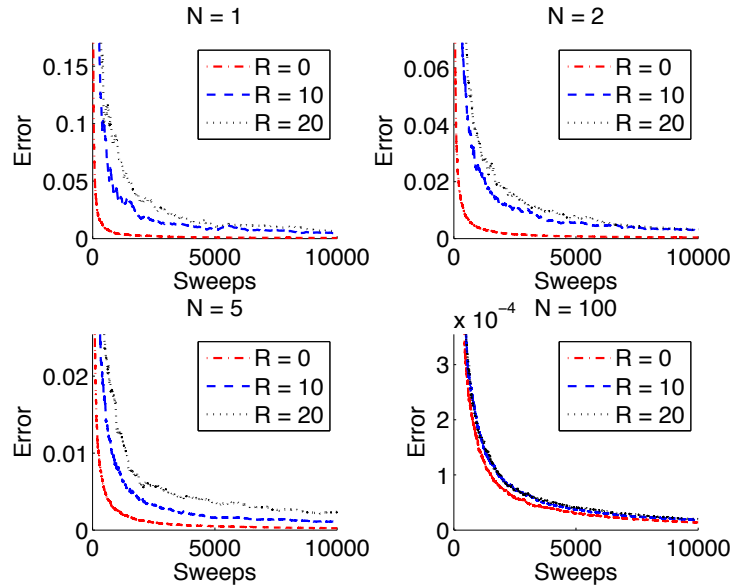 N = 1
0.15
0.1
0.05
0
Error
R = 0
R = 10
R = 20
0
5000
10000
Sweeps
N = 2
0.06
0.04
0.02
0
Error
R = 0
R = 10
R = 20
0
5000
10000
Sweeps
N = 5
0.02
0.01
0
Error
R = 0
R = 10
R = 20
0
5000
10000
Sweeps
x 10⁻⁴
N = 100
3
2
1
0
Error
R = 0
R = 10
R = 20
0
5000
10000
Sweeps